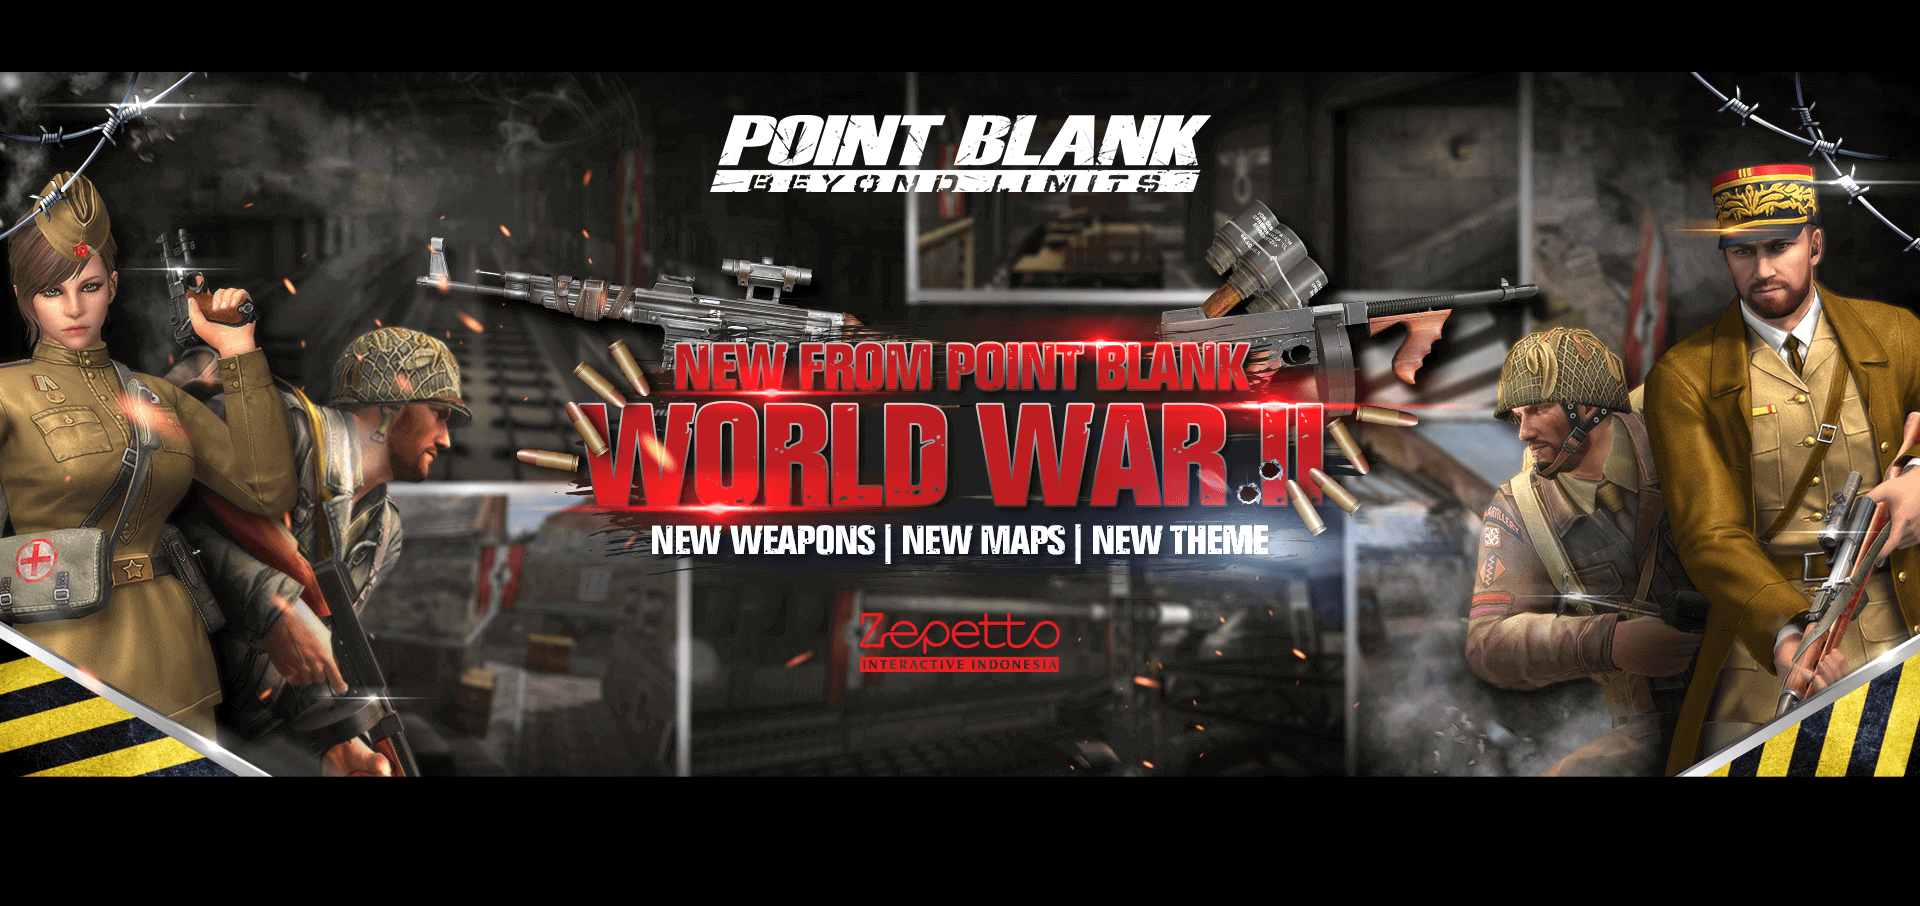 POINT BLANK
BEYOND LIMITS
NEW FROM POINT BLANK
WORLD WAR II
NEW WEAPONS | NEW MAPS | NEW THEME
Zepetto
INTERACTIVE INDONESIA
ARTILLERY